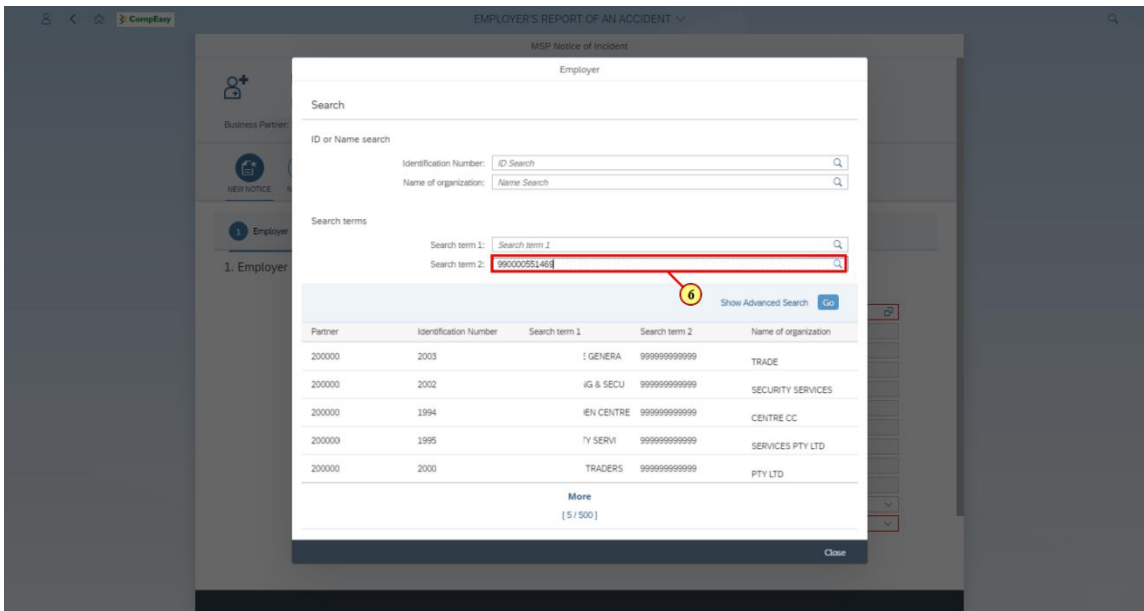 CompEasy
EMPLOYER'S REPORT OF AN ACCIDENT
MSP Notice of Incident
Employer
Search
Business Partner:
ID or Name search
Identification Number: ID Search
Name of organization: Name Search
NEW NOTICE
Search terms
1 Employer
Search term 1: Search term 1
1. Employer
Search term 2: 990000551469
6
Show Advanced Search Go
Partner Identification Number Search term 1 Search term 2 Name of organization
200000 2003 GENERA 999999999999 TRADE
200000 2002 & SECU 999999999999 SECURITY SERVICES
200000 1994 CENTRE 999999999999 CENTRE CC
200000 1995 SERVI 999999999999 SERVICES PTY LTD
200000 2000 TRADERS 999999999999 PTY LTD
More
[ 5 / 500 ]
Close